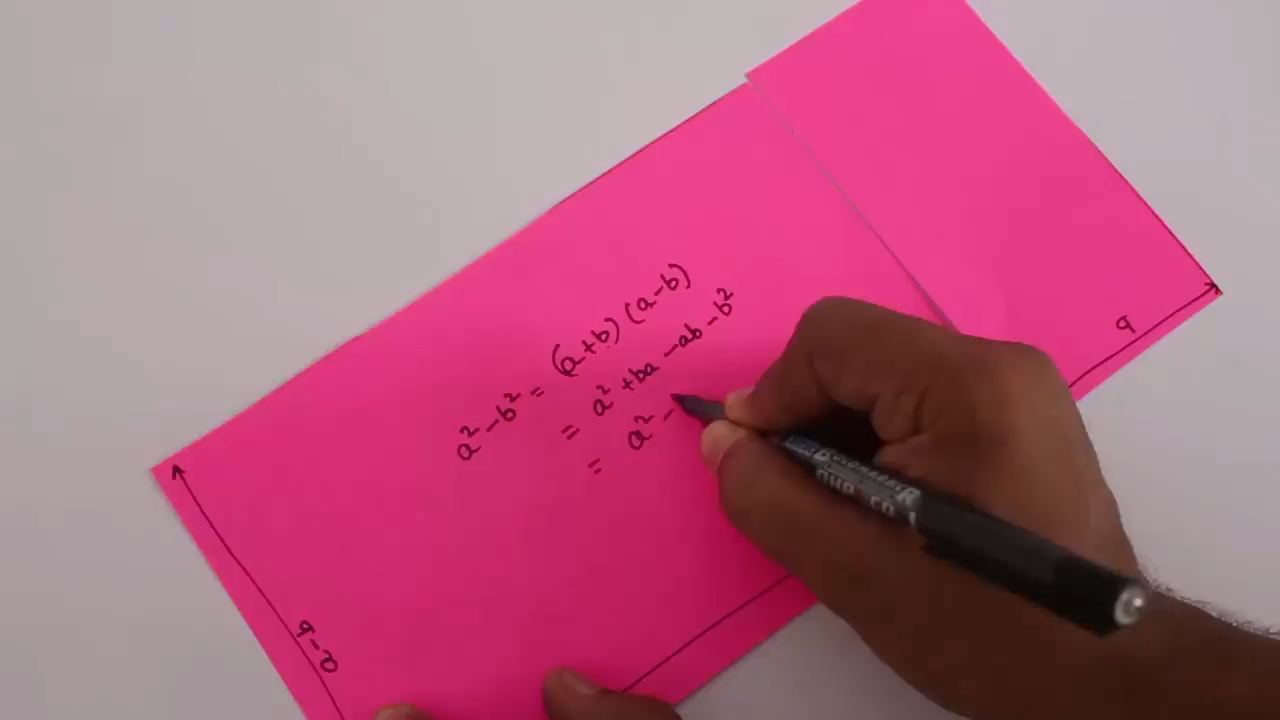 a² - b² = (a+b) (a-b)
= a² + ba - ab - b²
= a² -
b
a-b